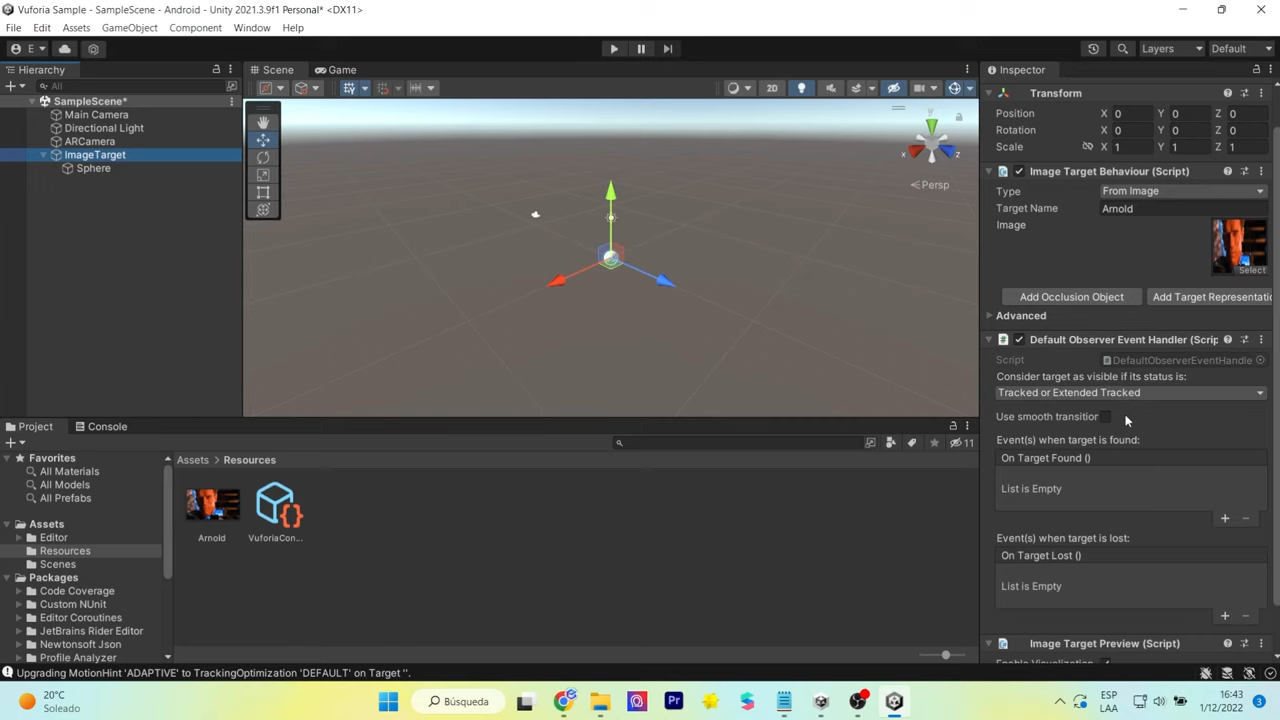 Vuforia Sample - SampleScene - Android - Unity 2021.3.9f1 Personal* <DX11>
File Edit Assets GameObject Component Window Help
E Layers Default
Hierarchy
All
SampleScene*
Main Camera
Directional Light
ARCamera
ImageTarget
Sphere
Scene Game
2D
y
x z
Persp
Inspector
Transform
Position X 0 Y 0 Z 0
Rotation X 0 Y 0 Z 0
Scale X 1 Y 1 Z 1
Image Target Behaviour (Script)
Type From Image
Target Name Arnold
Image
Select
Add Occlusion Object Add Target Representatio
Advanced
Default Observer Event Handler (Scrip
Script DefaultObserverEventHandle
Consider target as visible if its status is:
Tracked or Extended Tracked
Use smooth transition
Event(s) when target is found:
On Target Found ()
List is Empty
+ -
Event(s) when target is lost:
On Target Lost ()
List is Empty
+ -
Image Target Preview (Script)
Enable Visualization
Project Console
11
Favorites
All Materials
All Models
All Prefabs
Assets
Editor
Resources
Scenes
Packages
Code Coverage
Custom NUnit
Editor Coroutines
JetBrains Rider Editor
Newtonsoft Json
Profile Analyzer
Assets > Resources
Arnold VuforiaCon...
Upgrading MotionHint 'ADAPTIVE' to TrackingOptimization 'DEFAULT' on Target ''.
20°C
Soleado
Búsqueda
Pr
ESP
LAA
16:43
1/12/2022
3